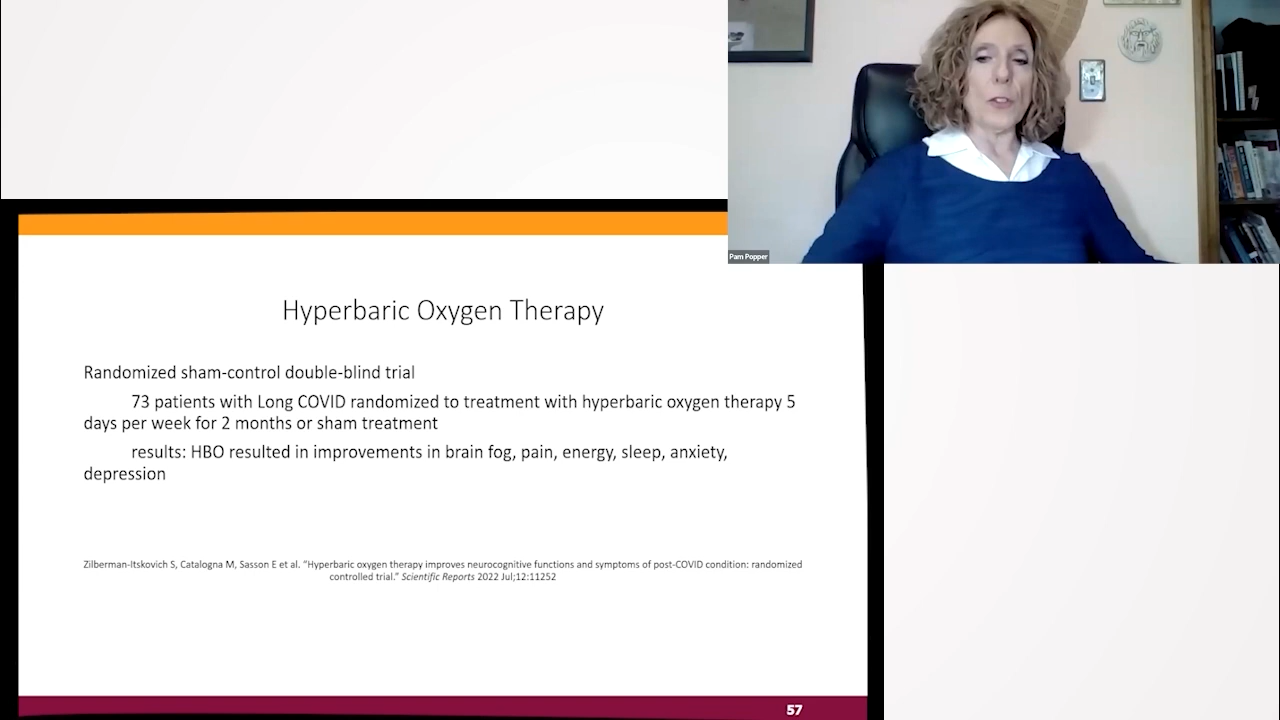 Pam Popper
Hyperbaric Oxygen Therapy
Randomized sham-control double-blind trial
73 patients with Long COVID randomized to treatment with hyperbaric oxygen therapy 5
days per week for 2 months or sham treatment
results: HBO resulted in improvements in brain fog, pain, energy, sleep, anxiety,
depression
Zilberman-Itskovich S, Catalogna M, Sasson E et al. “Hyperbaric oxygen therapy improves neurocognitive functions and symptoms of post-COVID condition: randomized
controlled trial.” Scientific Reports 2022 Jul;12:11252
57